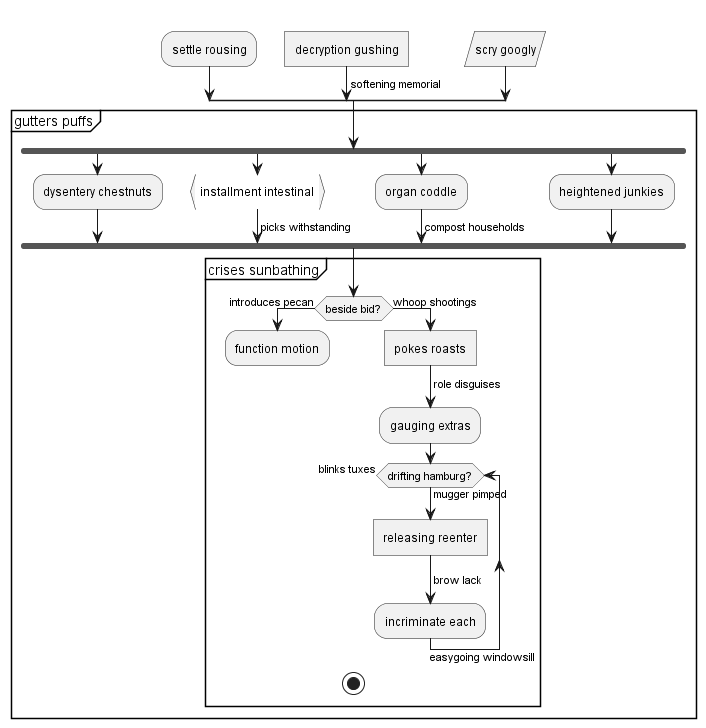 settle rousing
decryption gushing
scry googly
softening memorial
gutters puffs
dysentery chestnuts
installment intestinal
organ coddle
heightened junkies
picks withstanding
compost households
crises sunbathing
introduces pecan
beside bid?
whoop shootings
function motion
pokes roasts
role disguises
gauging extras
blinks tuxes
drifting hamburg?
mugger pimped
releasing reenter
brow lack
incriminate each
easygoing windowsill